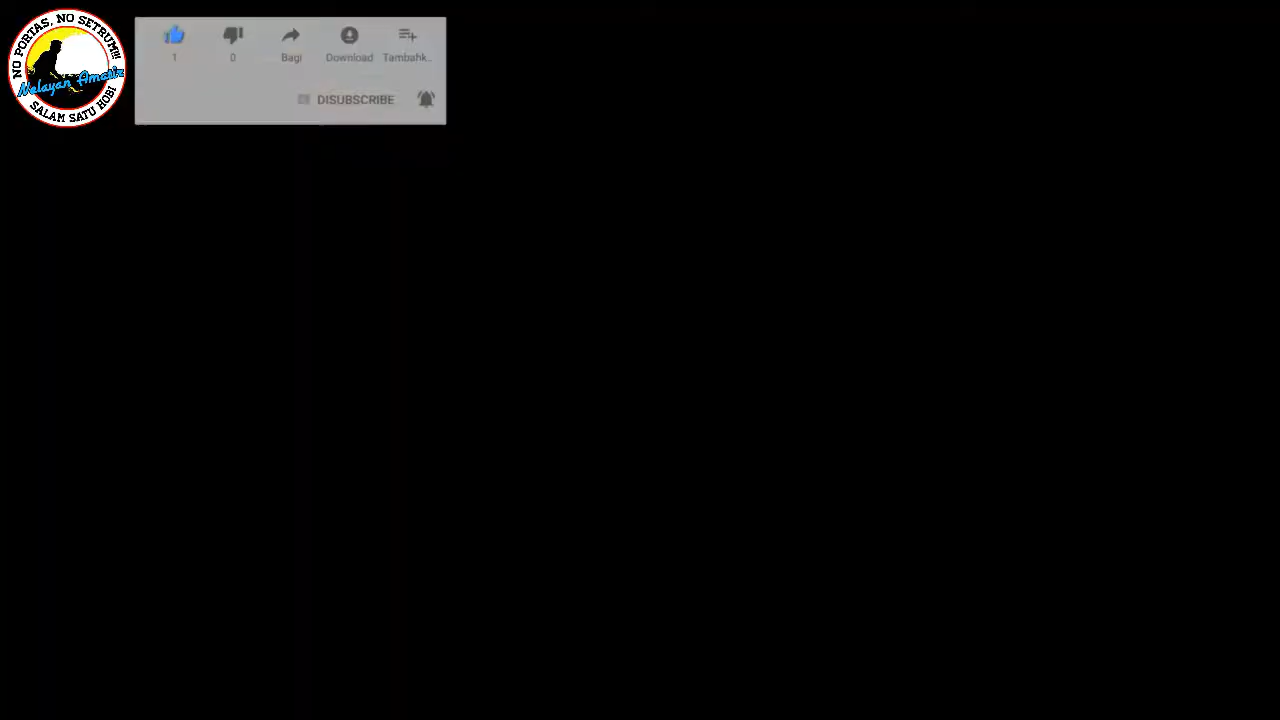 NO PORTAS, NO SETRUM!!!
Nelayan Amatir
SALAM SATU HOBI
1
0
Bagi
Download
Tambahk..
DISUBSCRIBE